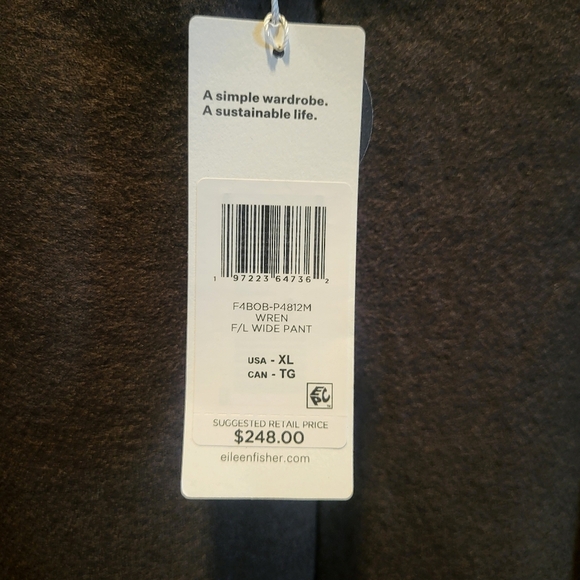 A simple wardrobe.
A sustainable life.
1 97223 64736 2
F4BOB-P4812M
WREN
F/L WIDE PANT
USA - XL
CAN - TG
EPC
SUGGESTED RETAIL PRICE
$248.00
eileenfisher.com